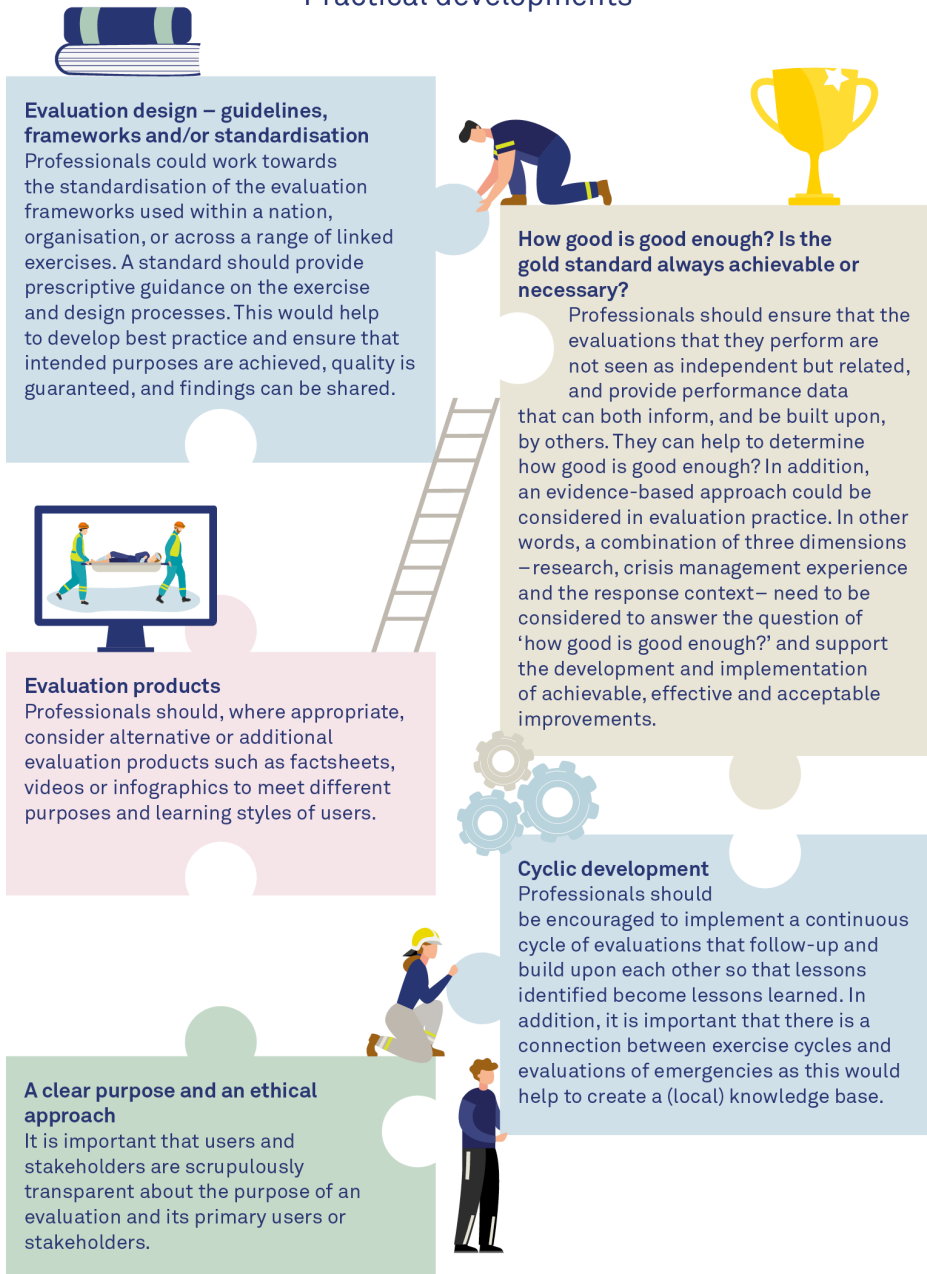 Practical developments
Evaluation design – guidelines,
frameworks and/or standardisation
Professionals could work towards
the standardisation of the evaluation
frameworks used within a nation,
organisation, or across a range of linked
exercises. A standard should provide
prescriptive guidance on the exercise
and design processes. This would help
to develop best practice and ensure that
intended purposes are achieved, quality is
guaranteed, and findings can be shared.
How good is good enough? Is the
gold standard always achievable or
necessary?
Professionals should ensure that the
evaluations that they perform are
not seen as independent but related,
and provide performance data
that can both inform, and be built upon,
by others. They can help to determine
how good is good enough? In addition,
an evidence-based approach could be
considered in evaluation practice. In other
words, a combination of three dimensions
–research, crisis management experience
and the response context– need to be
considered to answer the question of
‘how good is good enough?’ and support
the development and implementation
of achievable, effective and acceptable
improvements.
Evaluation products
Professionals should, where appropriate,
consider alternative or additional
evaluation products such as factsheets,
videos or infographics to meet different
purposes and learning styles of users.
Cyclic development
Professionals should
be encouraged to implement a continuous
cycle of evaluations that follow-up and
build upon each other so that lessons
identified become lessons learned. In
addition, it is important that there is a
connection between exercise cycles and
evaluations of emergencies as this would
help to create a (local) knowledge base.
A clear purpose and an ethical
approach
It is important that users and
stakeholders are scrupulously
transparent about the purpose of an
evaluation and its primary users or
stakeholders.